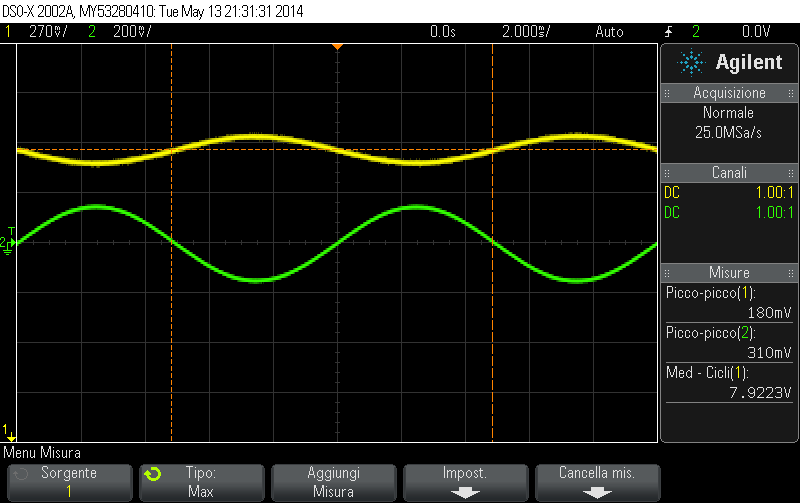 DSO-X 2002A, MY53280410: Tue May 13 21:31:31 2014
1 270㎷/ 2 200㎷/ 0.0s 2.000㎳/ Auto 2 0.0V
Agilent
Acquisizione
Normale
25.0MSa/s
Canali
DC 1.00:1
DC 1.00:1
Misure
Picco-picco(1):
180mV
Picco-picco(2):
310mV
Med - Cicli(1):
7.9223V
T
2
1
Menu Misura
Sorgente
1
Tipo:
Max
Aggiungi
Misura
Impost.
Cancella mis.